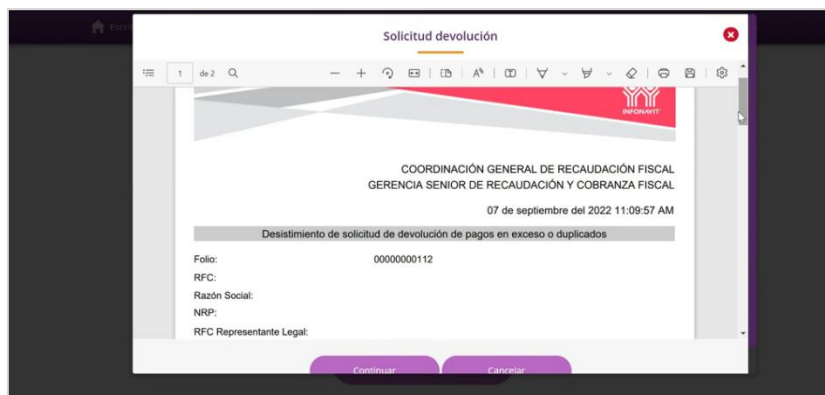 Solicitud devolución
1 de 2
INFONAVIT
COORDINACIÓN GENERAL DE RECAUDACIÓN FISCAL
GERENCIA SENIOR DE RECAUDACIÓN Y COBRANZA FISCAL
07 de septiembre del 2022 11:09:57 AM
Desistimiento de solicitud de devolución de pagos en exceso o duplicados
Folio: 00000000112
RFC:
Razón Social:
NRP:
RFC Representante Legal:
Continuar Cancelar